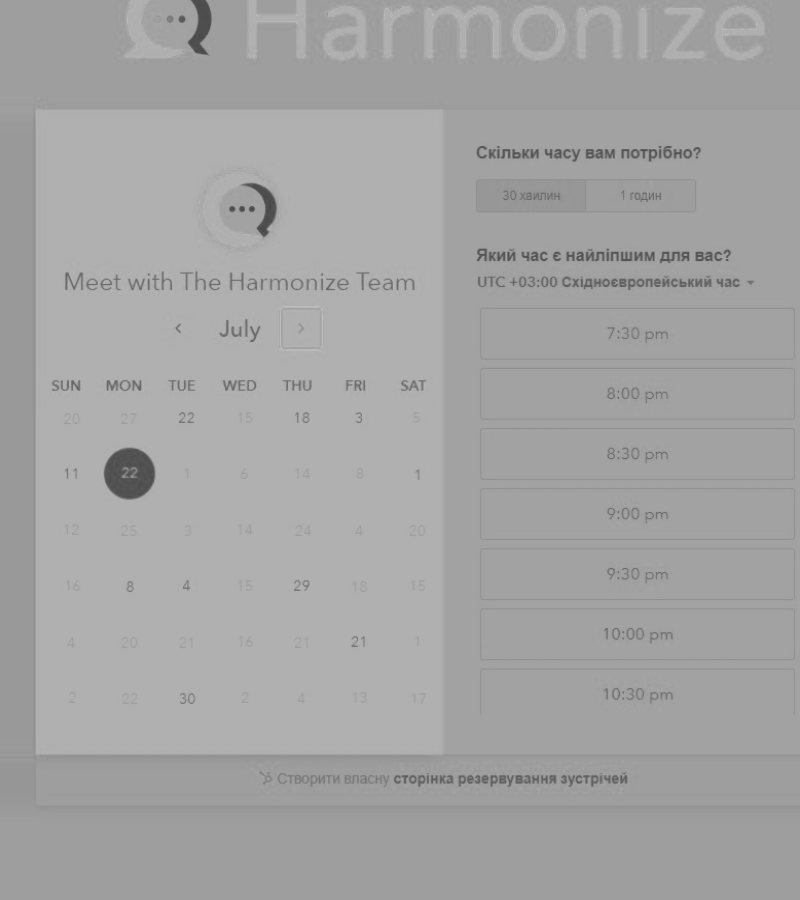 Harmonize
Meet with The Harmonize Team
July
SUN MON TUE WED THU FRI SAT
20 27 22 15 18 3 5
11 22 1 6 14 8 1
12 25 3 14 24 4 20
16 8 4 15 29 18 15
4 20 21 16 21 21 1
2 22 30 2 4 13 17
Скільки часу вам потрібно?
30 хвилин 1 годин
Який час є найліпшим для вас?
UTC +03:00 Східноєвропейський час
7:30 pm
8:00 pm
8:30 pm
9:00 pm
9:30 pm
10:00 pm
10:30 pm
Створити власну сторінка резервування зустрічей